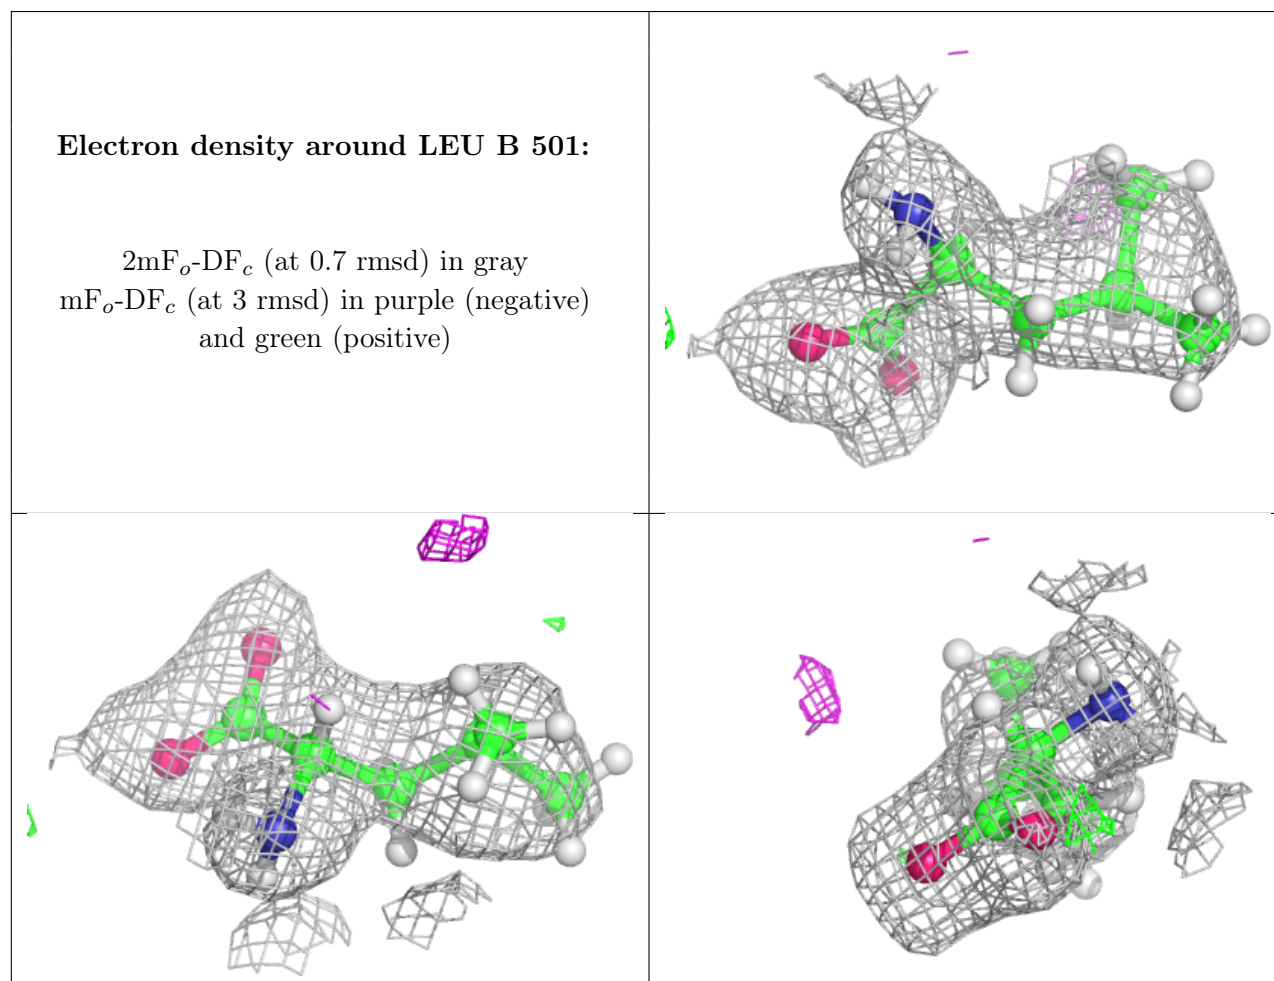 Electron density around LEU B 501:
2mFₒ-DF𝒸 (at 0.7 rmsd) in gray
mFₒ-DF𝒸 (at 3 rmsd) in purple (negative)
and green (positive)